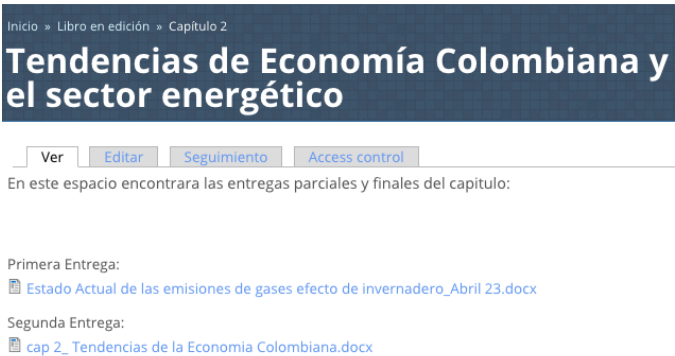 Inicio » Libro en edición » Capítulo 2
Tendencias de Economía Colombiana y
el sector energético
Ver Editar Seguimiento Access control
En este espacio encontrara las entregas parciales y finales del capitulo:
Primera Entrega:
Estado Actual de las emisiones de gases efecto de invernadero_Abril 23.docx
Segunda Entrega:
cap 2_ Tendencias de la Economia Colombiana.docx